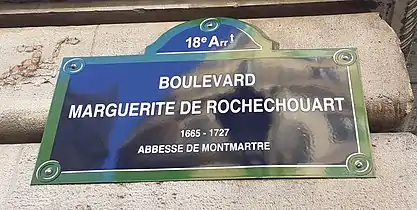 18e Arrt
BOULEVARD
MARGUERITE DE ROCHECHOUART
1665 - 1727
ABBESSE DE MONTMARTRE